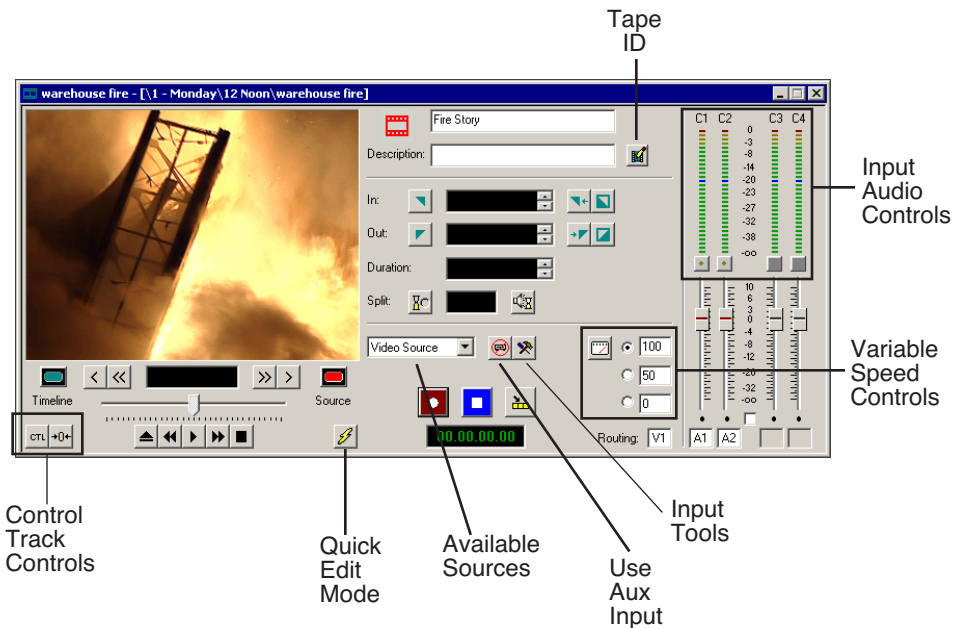 Tape
ID
warehouse fire - [\1 - Monday\12 Noon\warehouse fire]
Fire Story
Description:
In:
Out:
Duration:
Split:
Video Source
Timeline
Source
CTL
→0←
00.00.00.00
100
50
0
Routing: V1
C1 C2 C3 C4
0
-3
-8
-14
-20
-23
-27
-32
-38
-oo
10
6
3
0
-4
-8
-12
-20
-32
-oo
A1 A2
Input
Audio
Controls
Variable
Speed
Controls
Control
Track
Controls
Quick
Edit
Mode
Available
Sources
Use
Aux
Input
Input
Tools